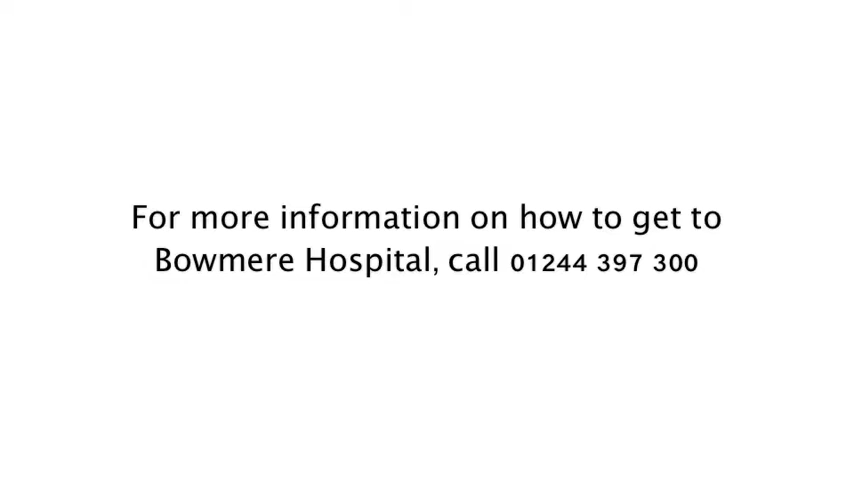 For more information on how to get to
Bowmere Hospital, call 01244 397 300